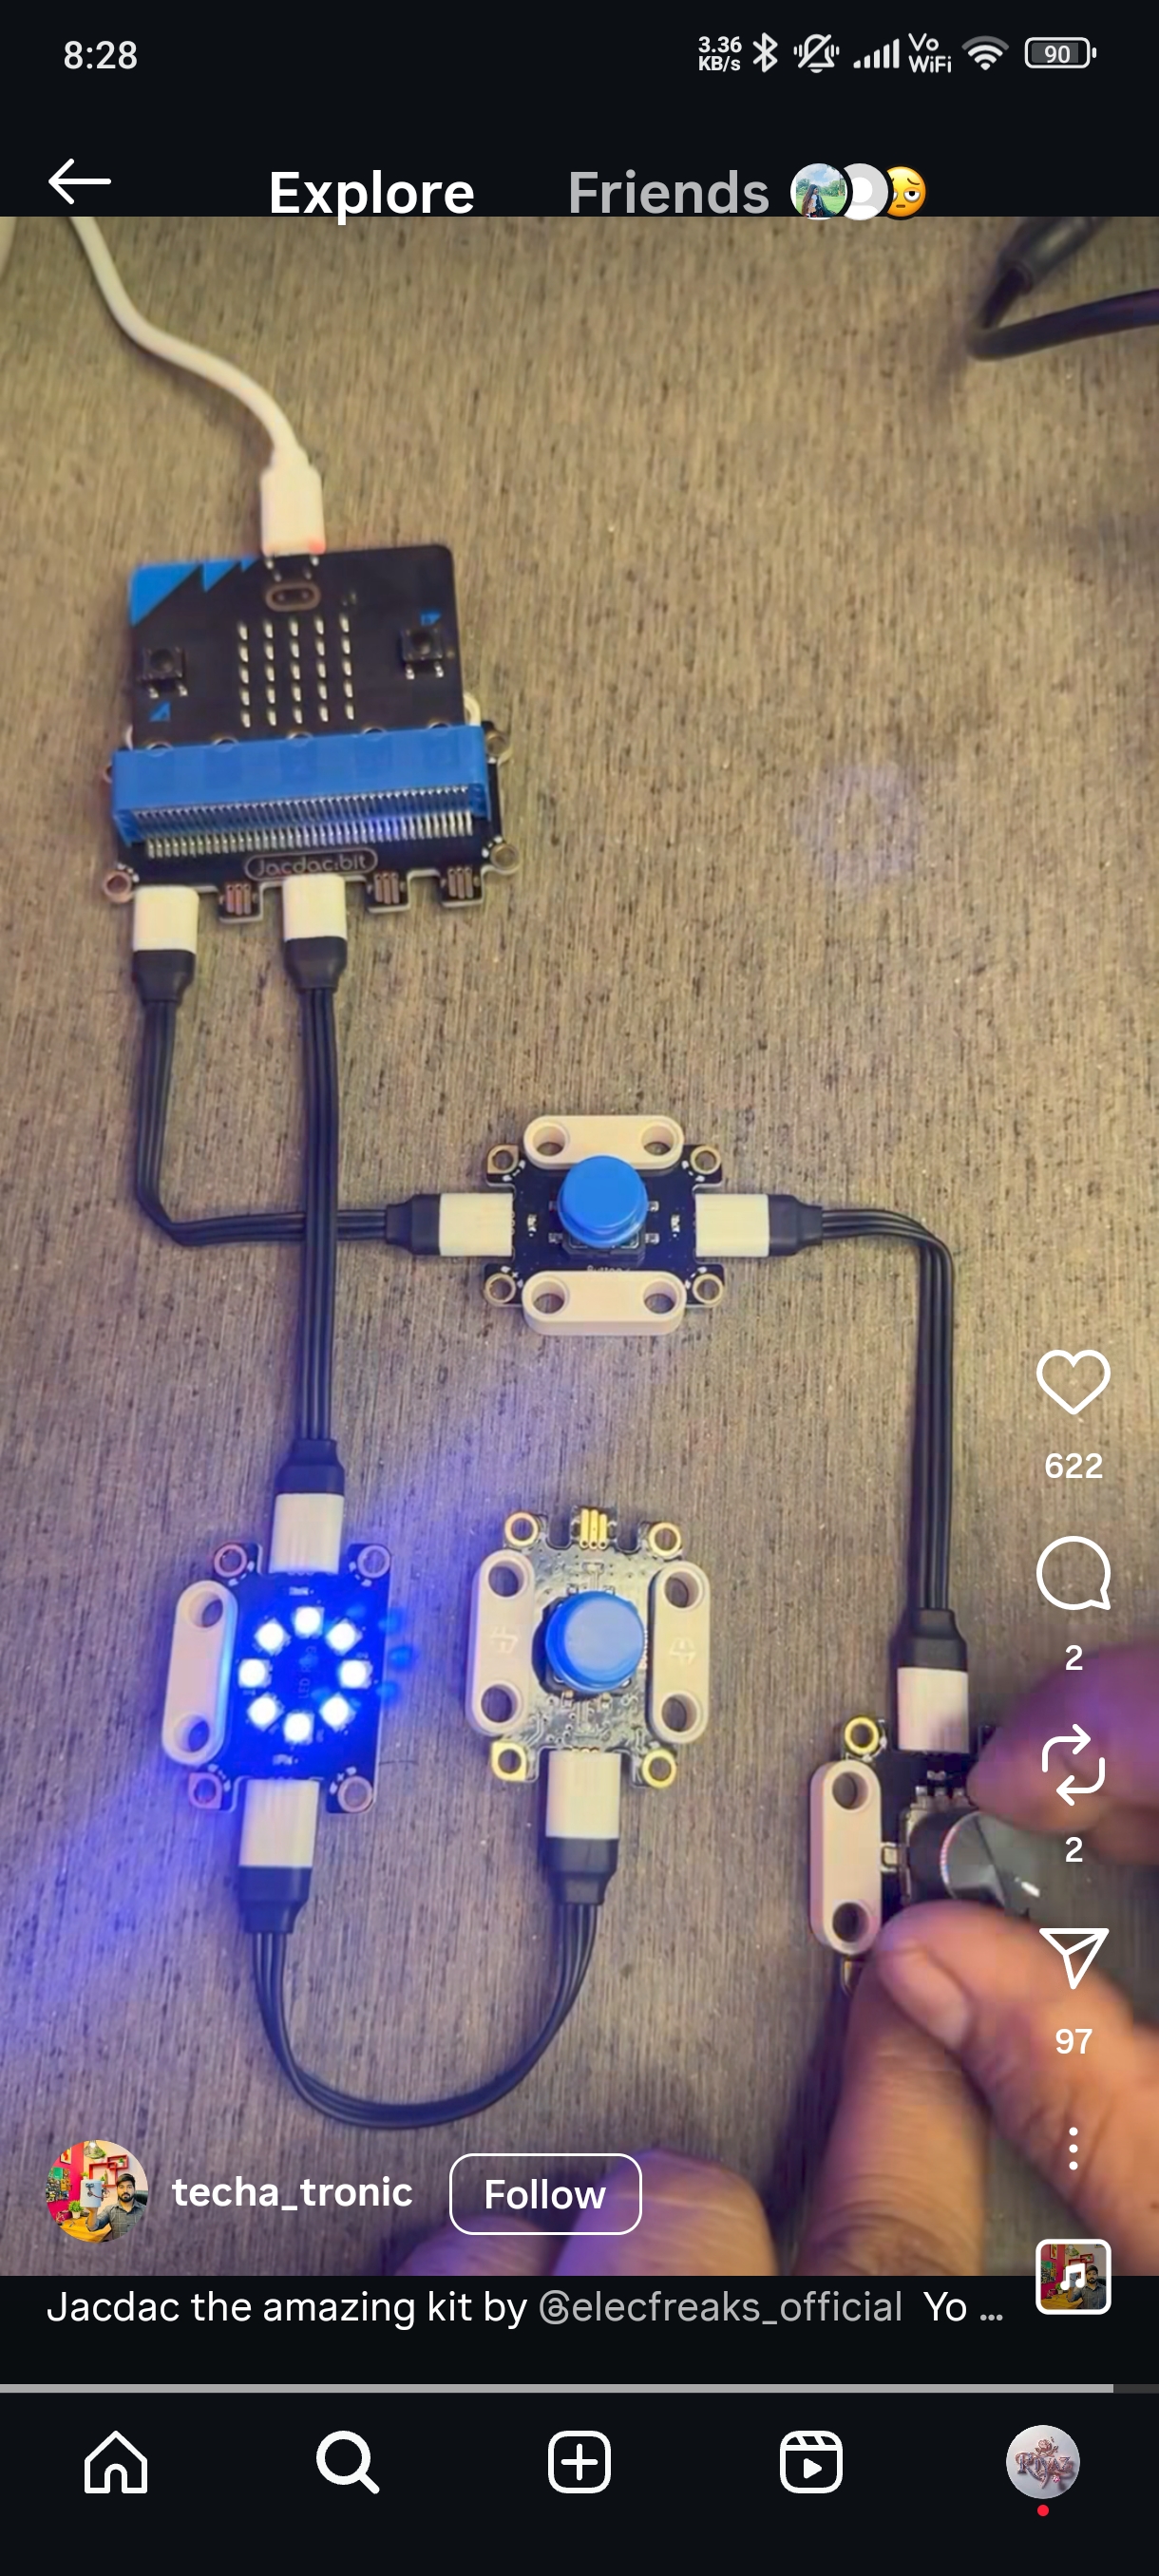 8:28
3.36
KB/s
Vo
WiFi
90
Explore
Friends
Jacdac:bit
Button
622
2
2
97
techa_tronic
Follow
Jacdac the amazing kit by @elecfreaks_official Yo ...